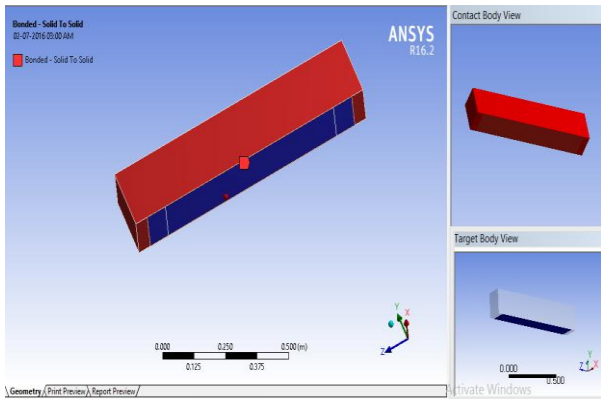 Bonded - Solid To Solid
02-07-2016 03:00 AM
Bonded - Solid To Solid
ANSYS
R16.2
Y
X
Z
0.000
0.250
0.500 (m)
0.125
0.375
Geometry Print Preview Report Preview
Contact Body View
Target Body View
0.000
0.500
Y
Z
X
Activate Windows